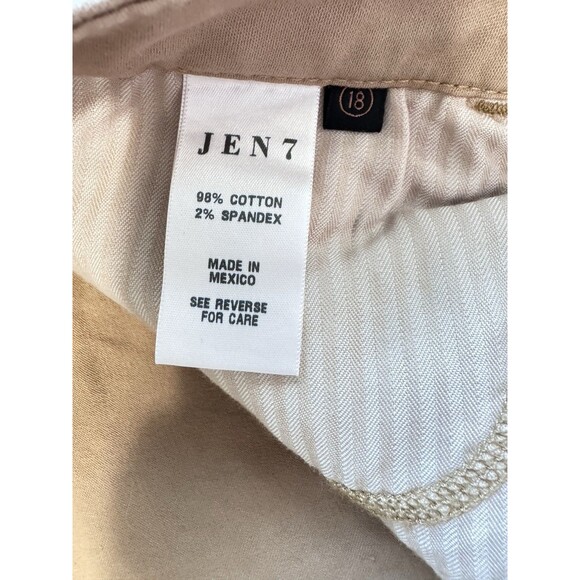 18
JEN7
98% COTTON
2% SPANDEX
MADE IN
MEXICO
SEE REVERSE
FOR CARE